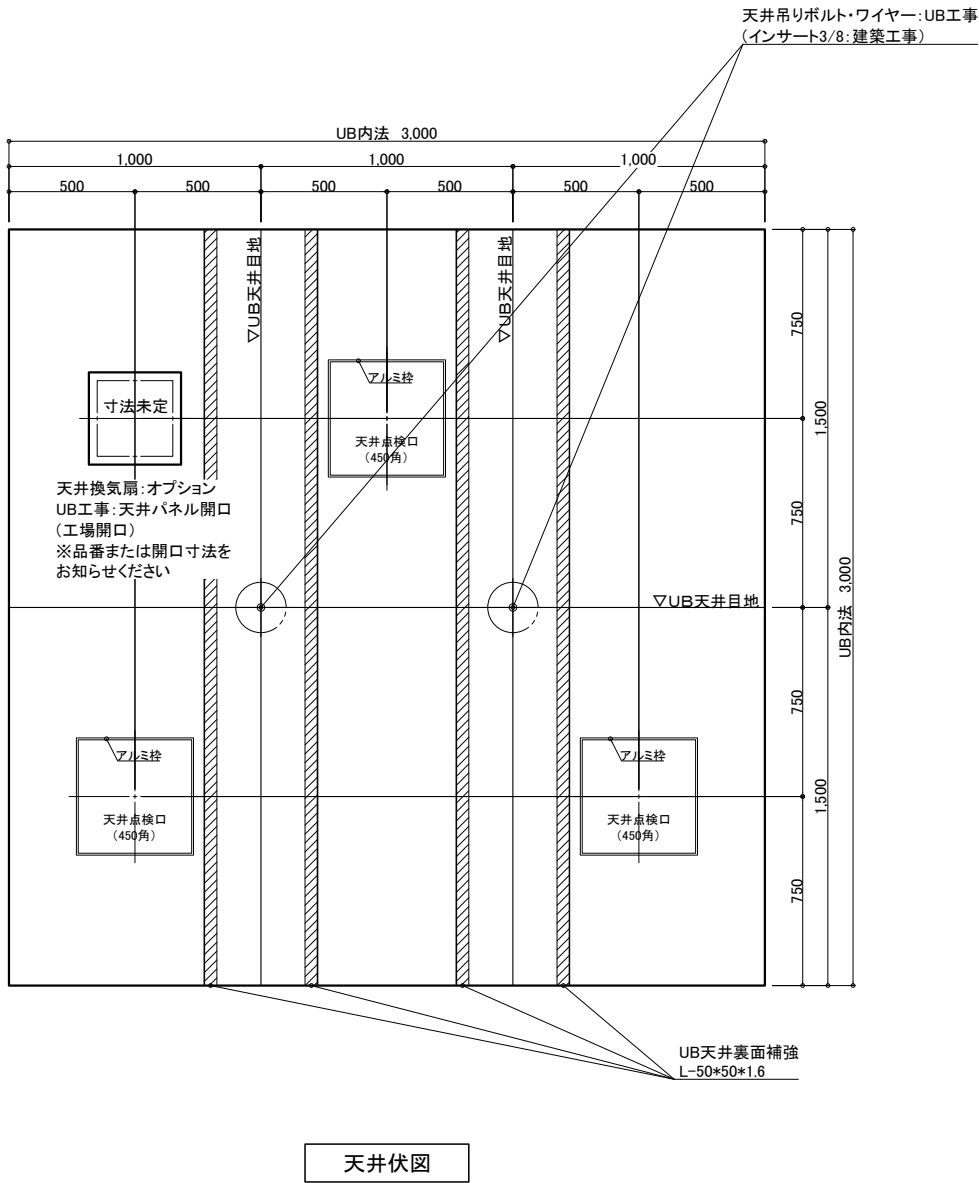 天井吊りボルト・ワイヤー：UB工事
（インサート3/8：建築工事）
UB内法 3,000
1,000
1,000
1,000
500
500
500
500
500
500
▽UB天井目地
▽UB天井目地
アルミ枠
天井点検口
（450角）
寸法未定
天井換気扇：オプション
UB工事：天井パネル開口
（工場開口）
※品番または開口寸法を
お知らせください
▽UB天井目地
750
750
750
750
1,500
1,500
UB内法 3,000
アルミ枠
天井点検口
（450角）
アルミ枠
天井点検口
（450角）
UB天井裏面補強
L-50*50*1.6
天井伏図